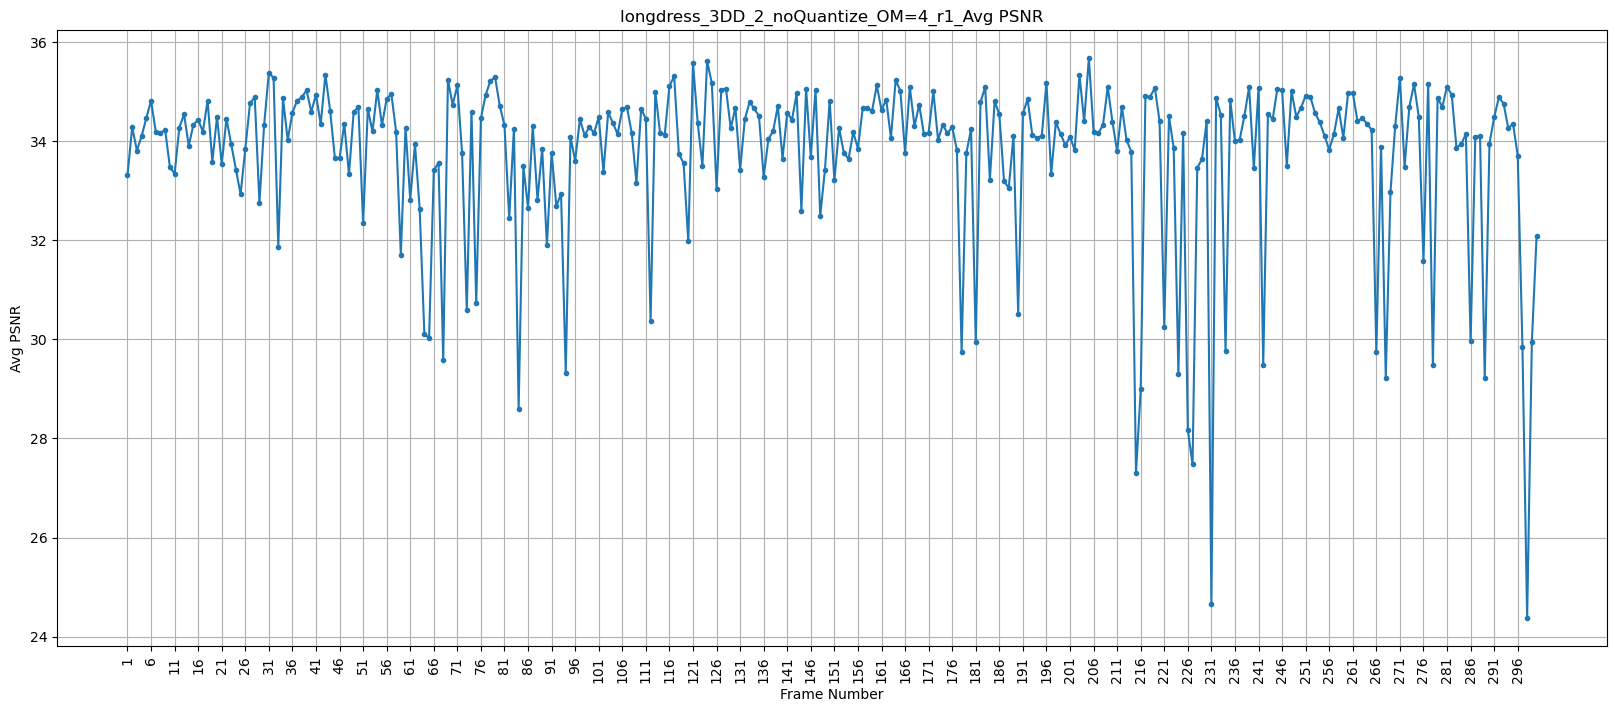 longdress_3DD_2_noQuantize_OM=4_r1_Avg PSNR
36
34
32
30
28
26
24
Avg PSNR
1 6 11 16 21 26 31 36 41 46 51 56 61 66 71 76 81 86 91 96 101 106 111 116 121 126 131 136 141 146 151 156 161 166 171 176 181 186 191 196 201 206 211 216 221 226 231 236 241 246 251 256 261 266 271 276 281 286 291 296
Frame Number